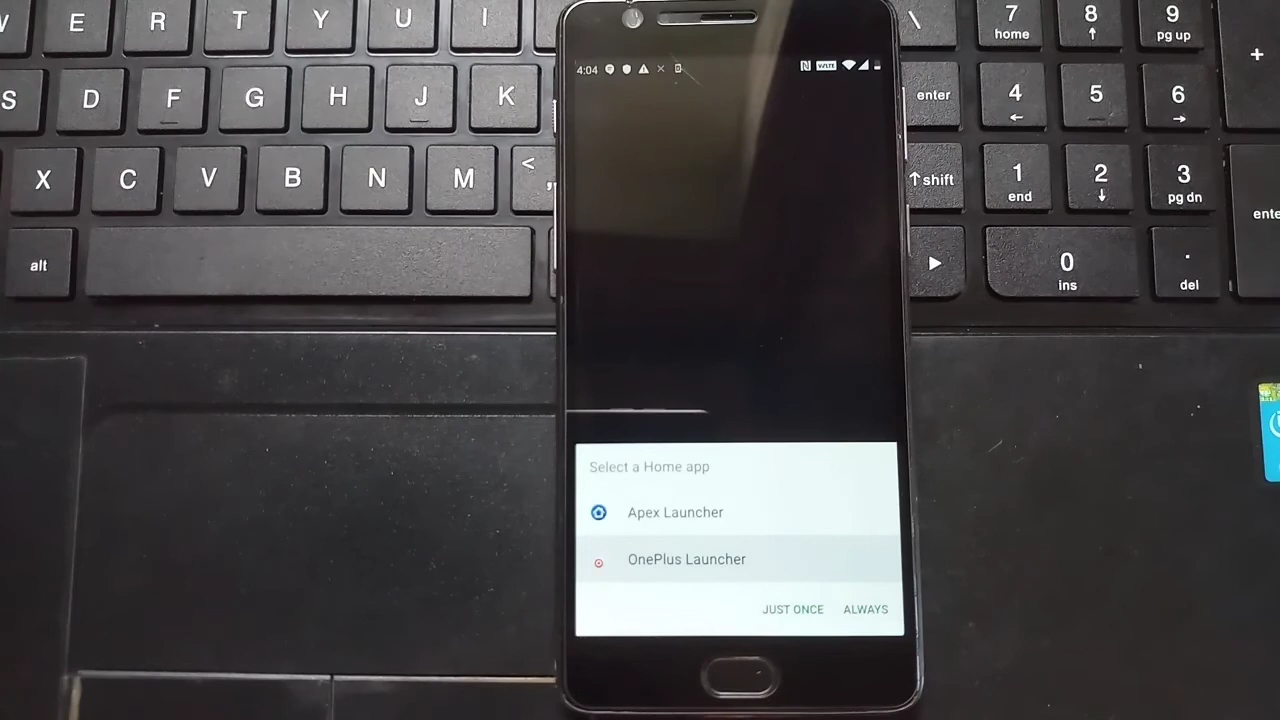 E R T Y U I
\
7 home
8 ↑
9 pg up
+
S D F G H J K
enter
4 ←
5
6 →
X C V B N M < ,
↑shift
1 end
2 ↓
3 pg dn
alt
0 ins
. del
4:04
VoLTE
Select a Home app
Apex Launcher
OnePlus Launcher
JUST ONCE ALWAYS